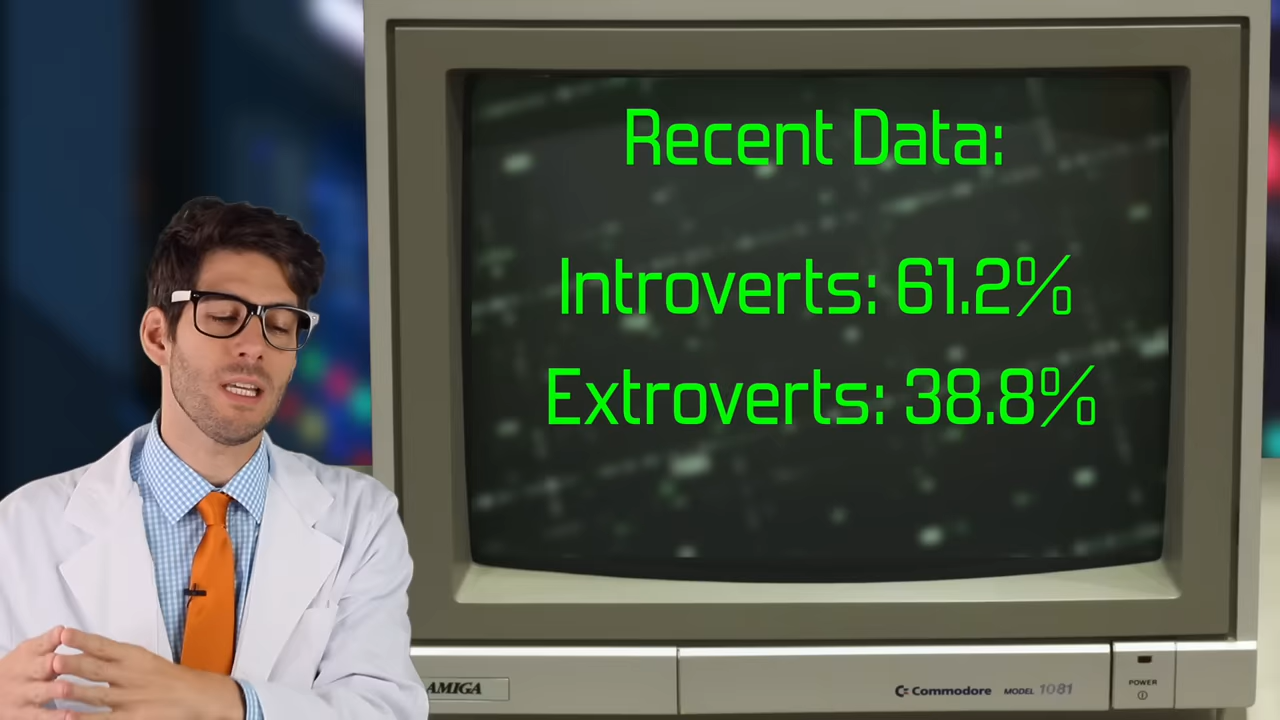 Recent Data:
Introverts: 61.2%
Extroverts: 38.8%
AMIGA
Commodore MODEL 1081
POWER